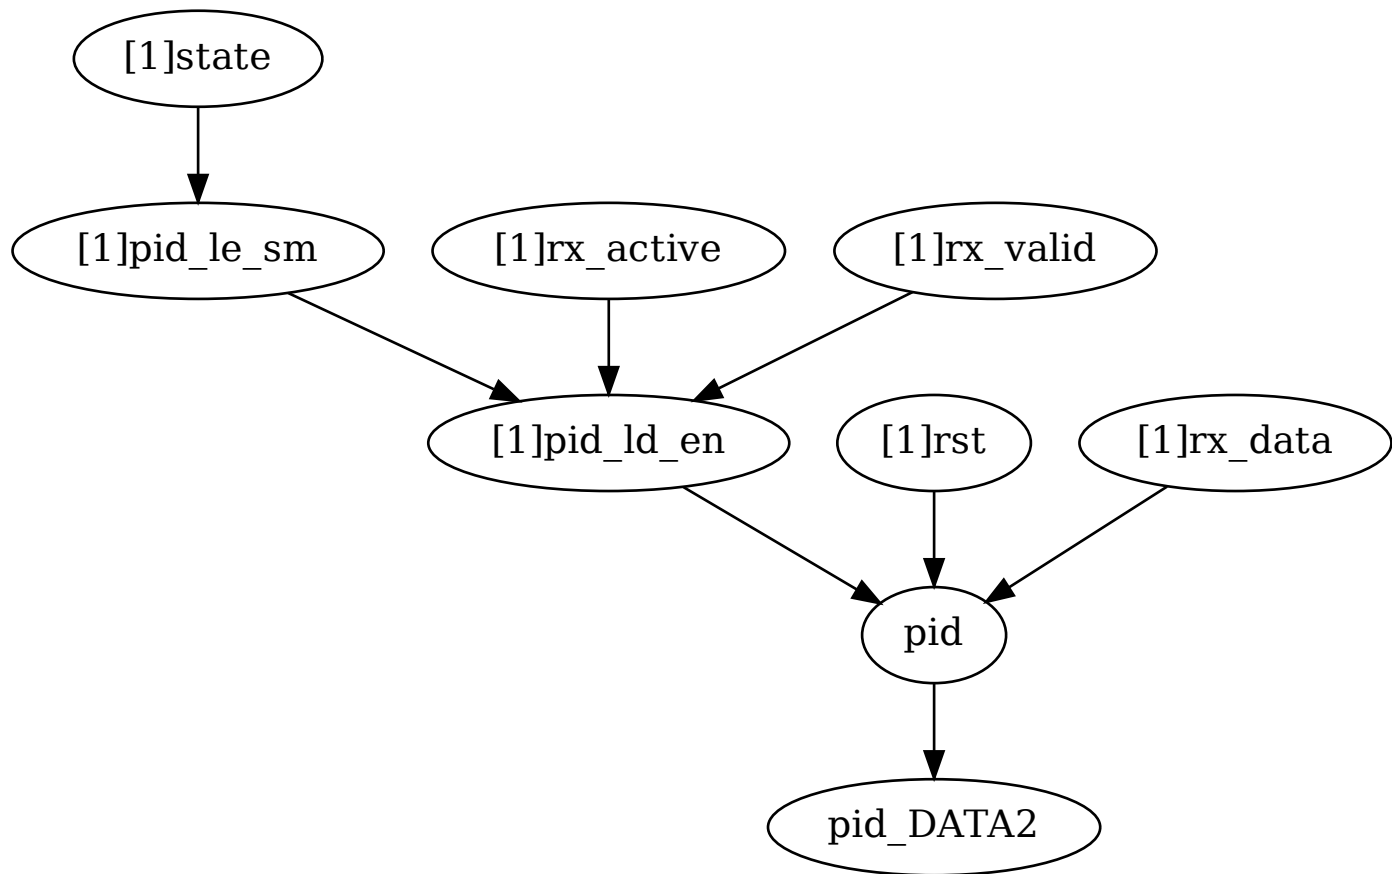 [1]state
[1]pid_le_sm
[1]rx_active
[1]rx_valid
[1]pid_ld_en
[1]rst
[1]rx_data
pid
pid_DATA2